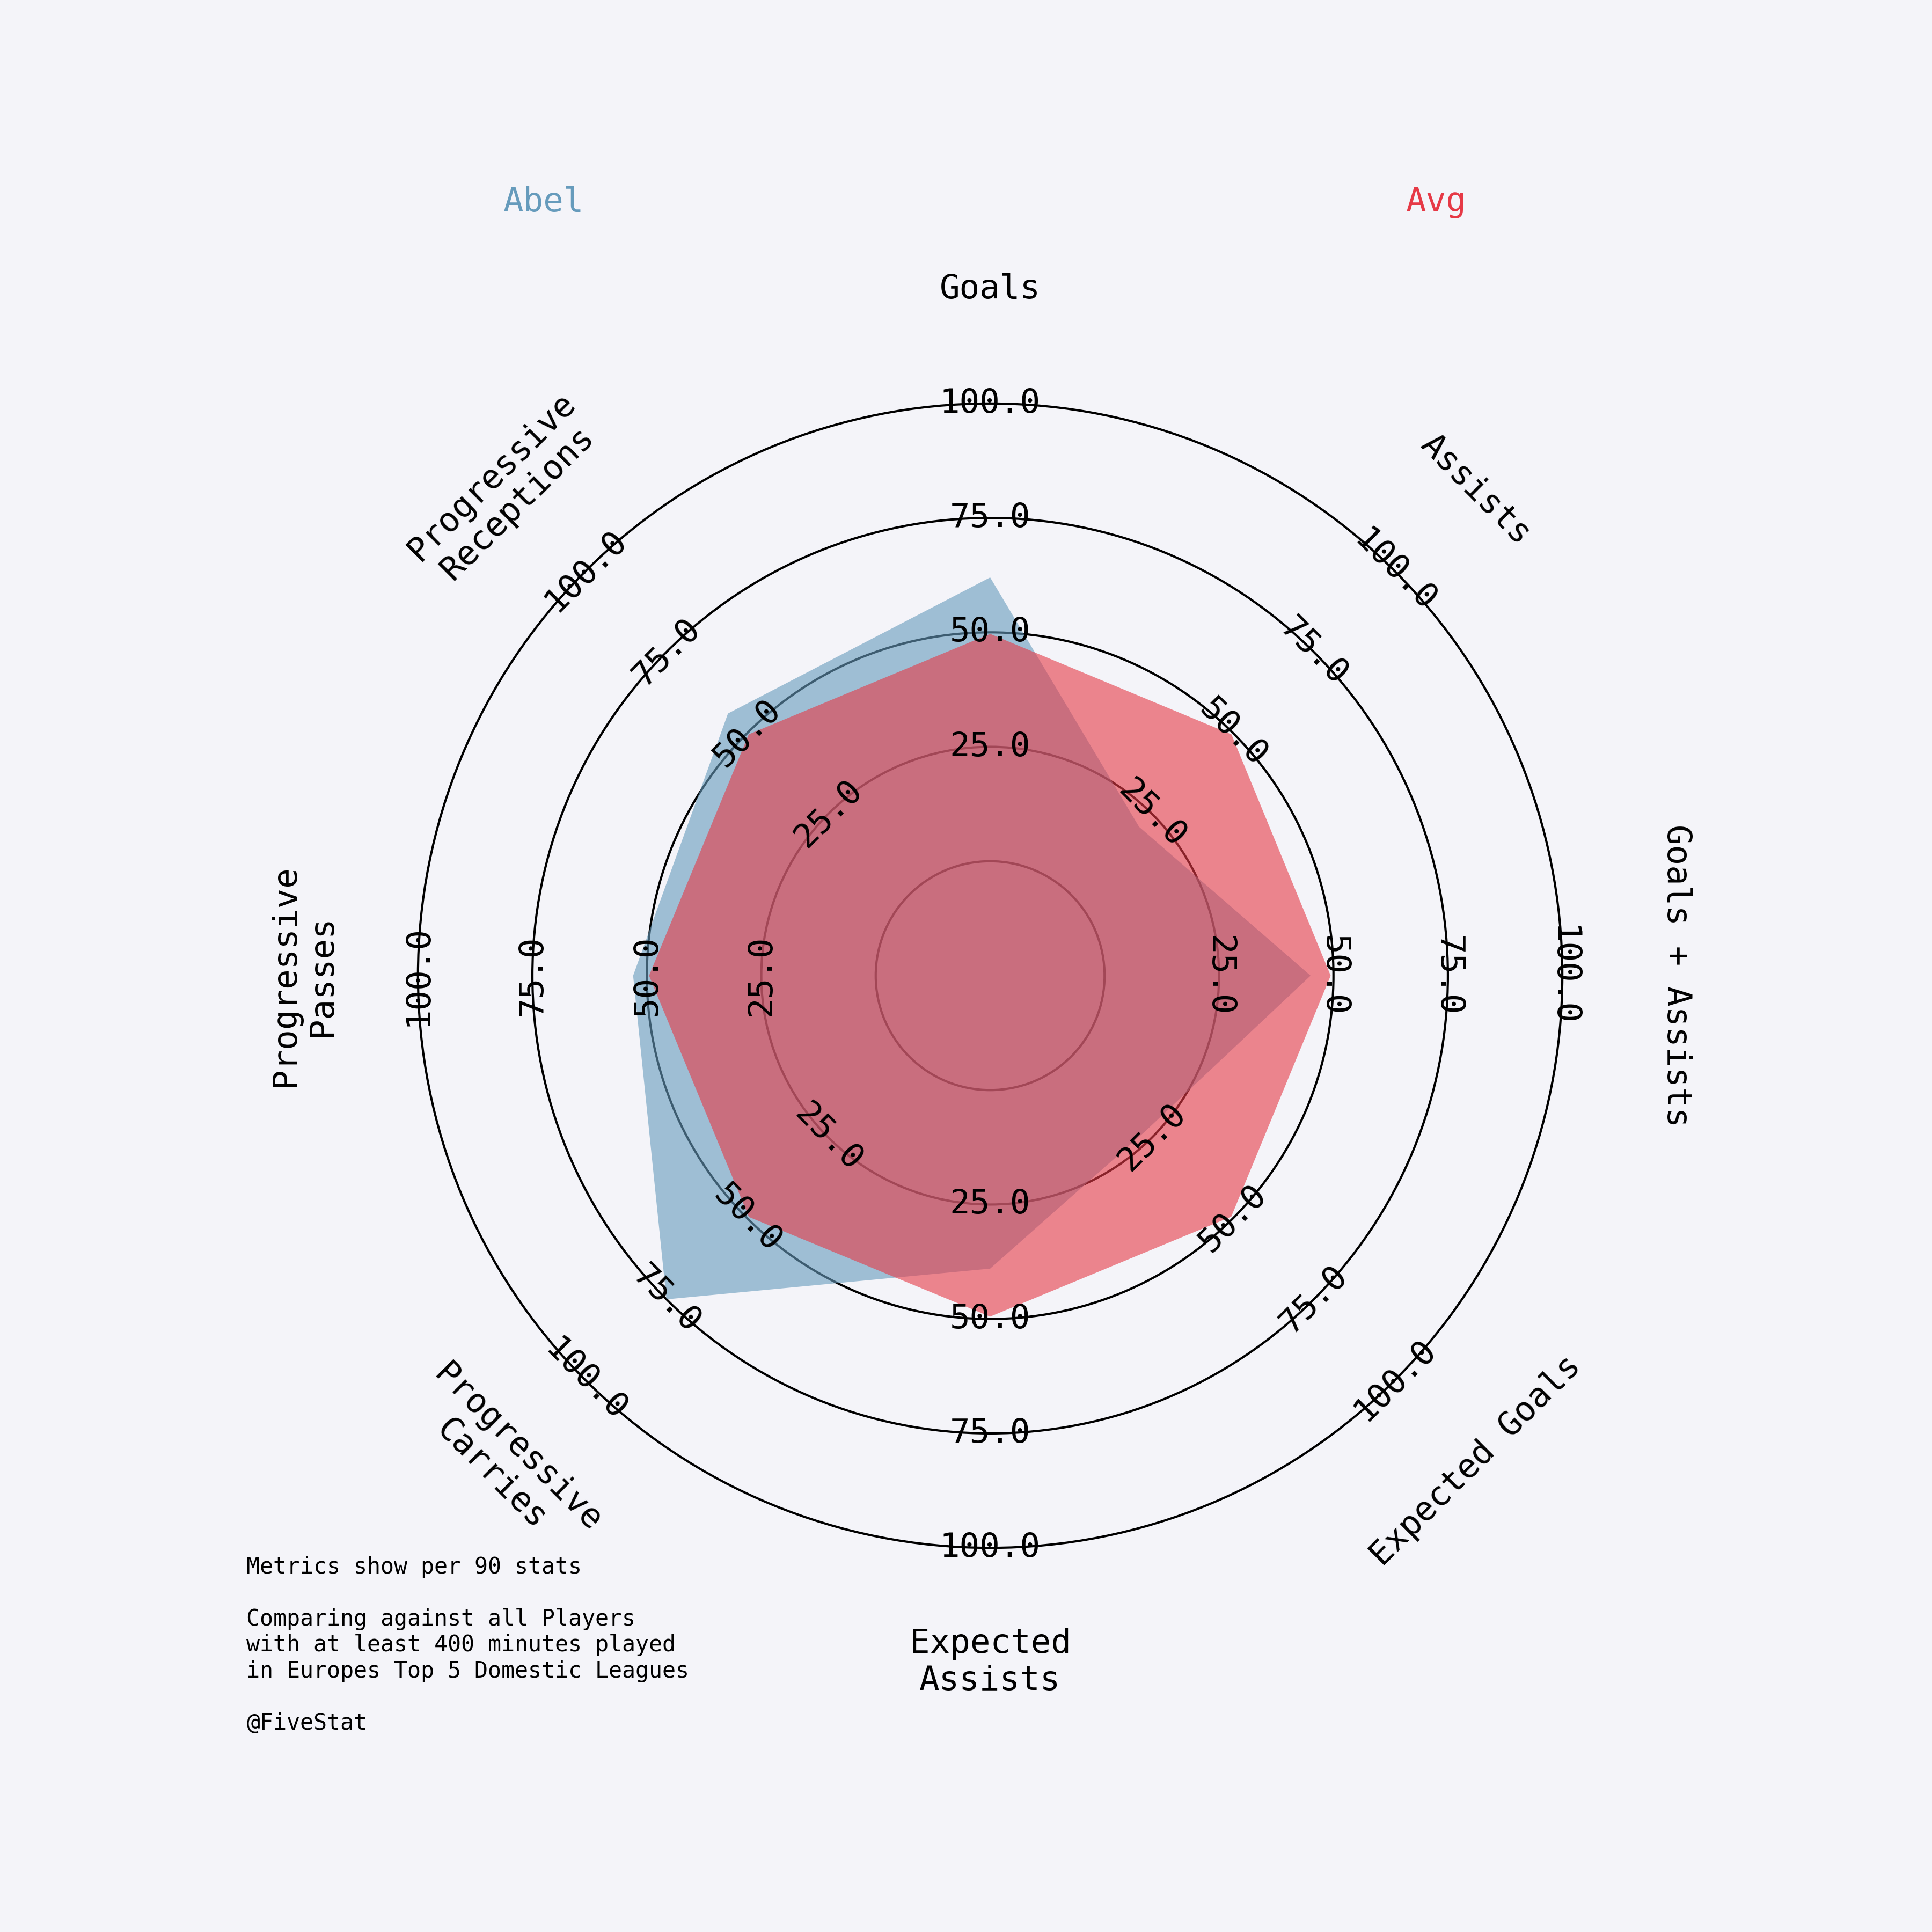 Abel
Avg
Goals
Assists
Goals + Assists
Expected Goals
Expected
Assists
Progressive
Carries
Progressive
Passes
Progressive
Receptions
25.0
50.0
75.0
100.0
25.0
50.0
75.0
100.0
25.0
50.0
75.0
100.0
25.0
50.0
75.0
100.0
25.0
50.0
75.0
100.0
25.0
50.0
75.0
100.0
25.0
50.0
75.0
100.0
25.0
50.0
75.0
100.0
Metrics show per 90 stats
Comparing against all Players
with at least 400 minutes played
in Europes Top 5 Domestic Leagues
@FiveStat